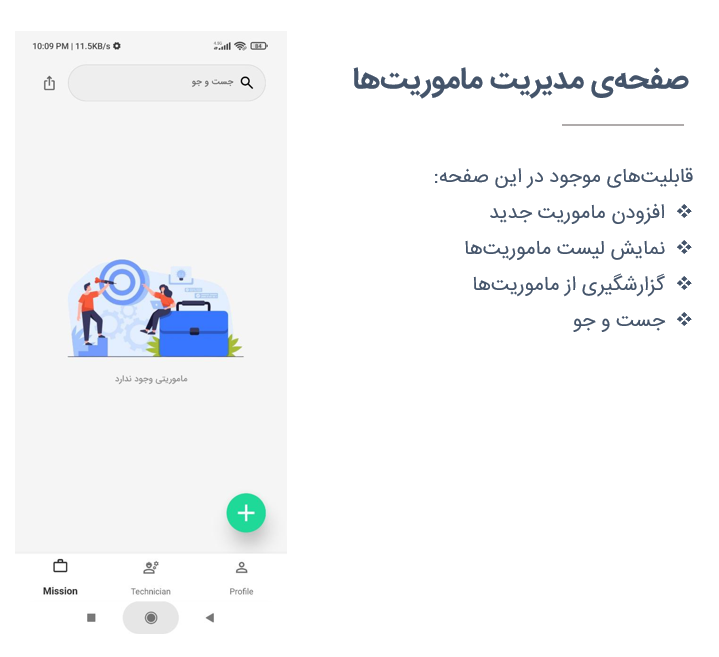 صفحه‌ی مدیریت ماموریت‌ها
قابلیت‌های موجود در این صفحه:
❖ افزودن ماموریت جدید
❖ نمایش لیست ماموریت‌ها
❖ گزارشگیری از ماموریت‌ها
❖ جست و جو
10:09 PM | 11.5KB/s
84
جست و جو
ماموریتی وجود ندارد
Mission
Technician
Profile